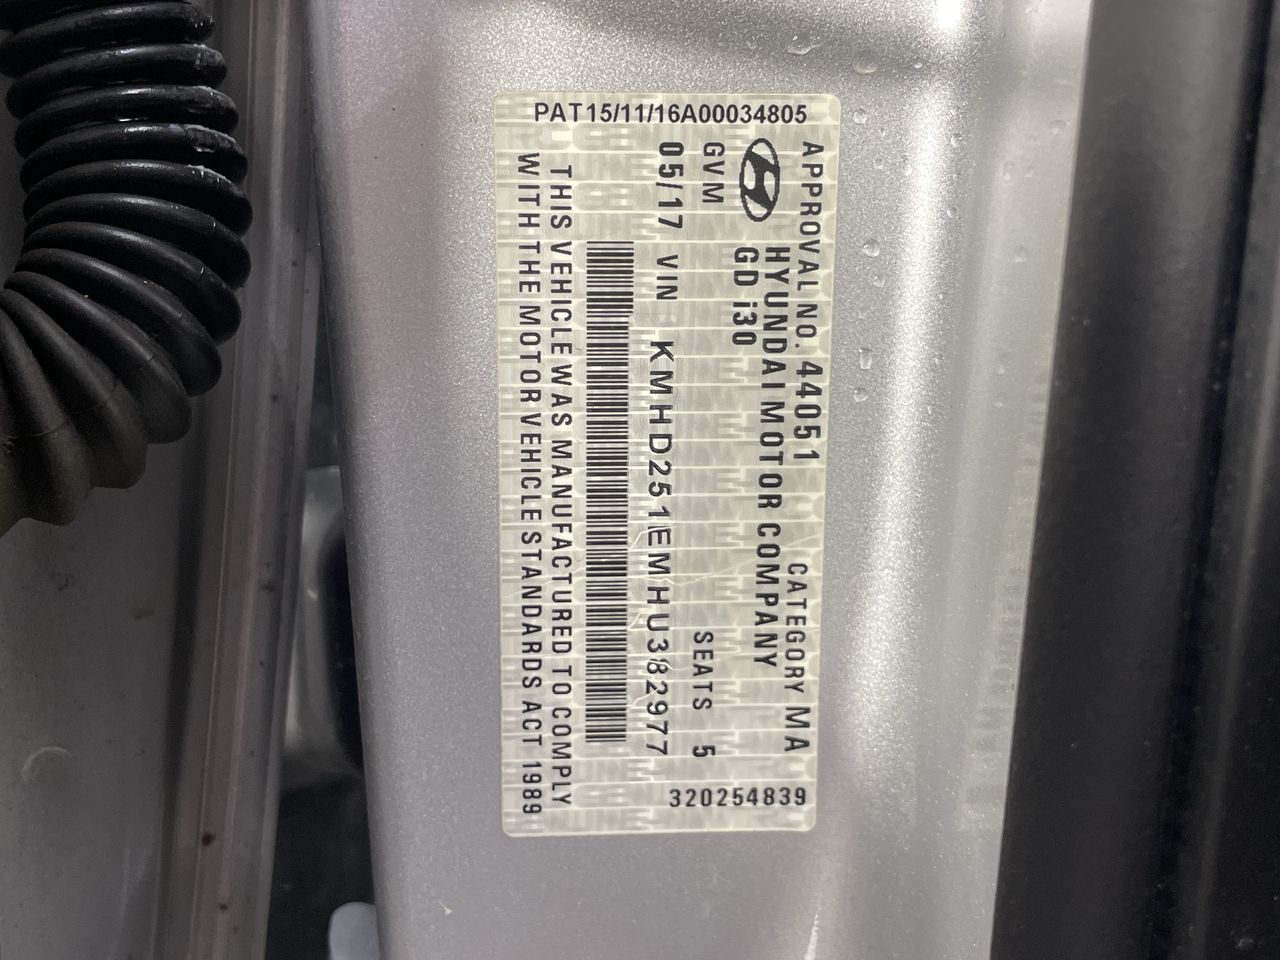 PAT15/11/16A00034805
APPROVAL NO. 44051 CATEGORY MA
HYUNDAI MOTOR COMPANY
GD i30
GVM SEATS 5
05/17 VIN KMHD251EMHU382977
THIS VEHICLE WAS MANUFACTURED TO COMPLY
WITH THE MOTOR VEHICLE STANDARDS ACT 1989
320254839